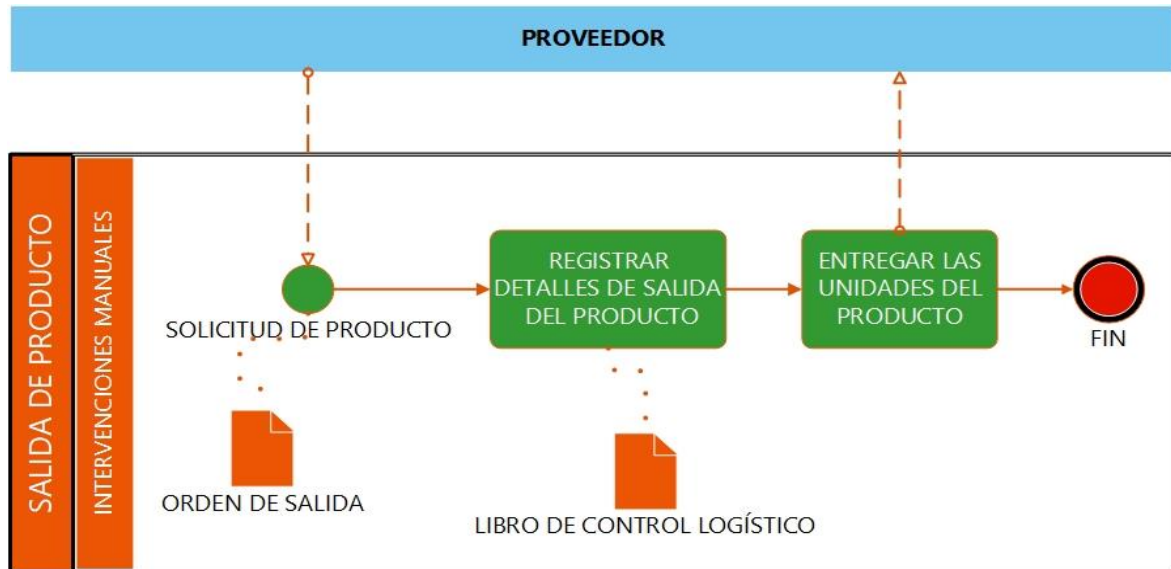 PROVEEDOR
SALIDA DE PRODUCTO
INTERVENCIONES MANUALES
SOLICITUD DE PRODUCTO
REGISTRAR
DETALLES DE SALIDA
DEL PRODUCTO
ENTREGAR LAS
UNIDADES DEL
PRODUCTO
FIN
ORDEN DE SALIDA
LIBRO DE CONTROL LOGÍSTICO